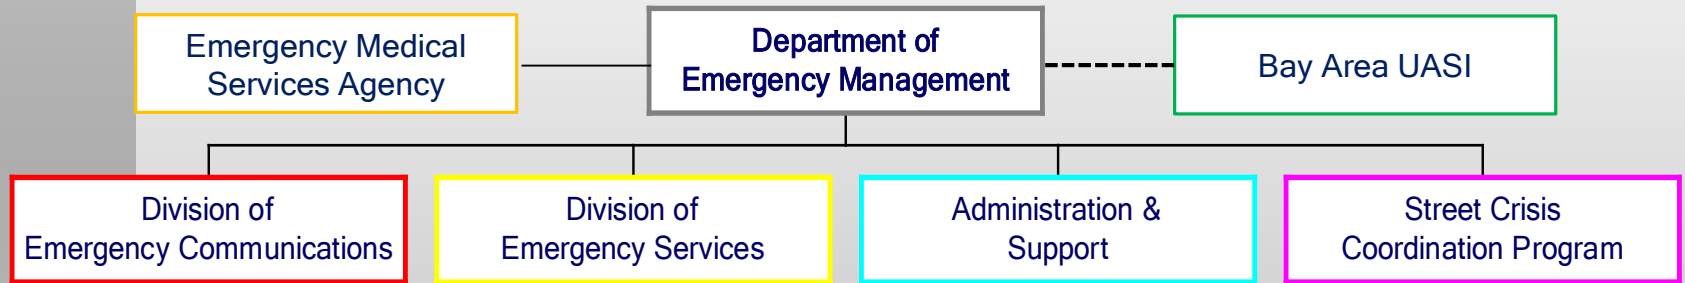 Emergency Medical
Services Agency
Department of
Emergency Management
Bay Area UASI
Division of
Emergency Communications
Division of
Emergency Services
Administration &
Support
Street Crisis
Coordination Program